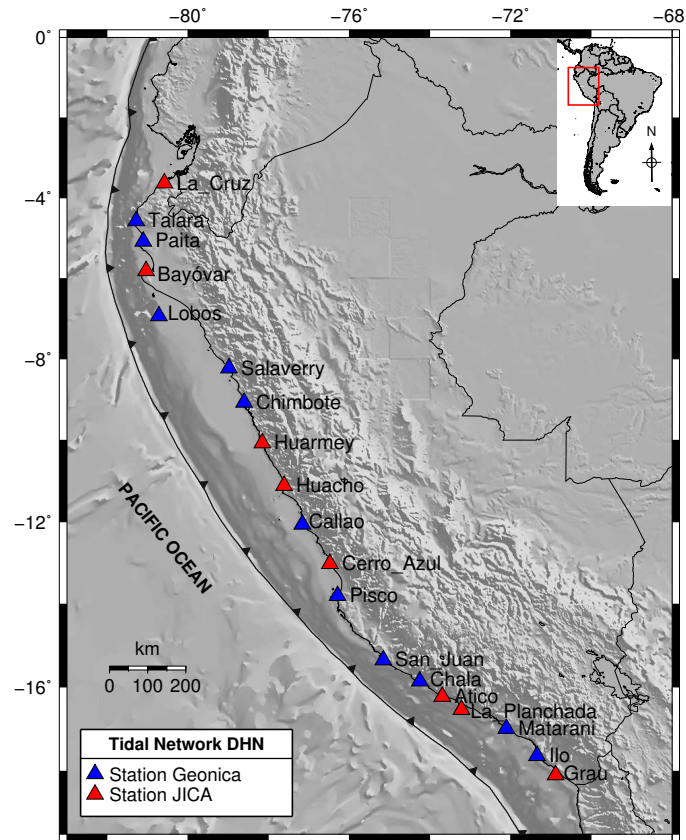 −80° −76° −72° −68°
0°
−4°
−8°
−12°
−16°
N
La_Cruz
Talara
Paita
Bayóvar
Lobos
Salaverry
Chimbote
Huarmey
Huacho
Callao
Cerro_Azul
Pisco
San_Juan
Chala
Atico
La_Planchada
Matarani
Ilo
Grau
PACIFIC OCEAN
km
0 100 200
Tidal Network DHN
Station Geonica
Station JICA